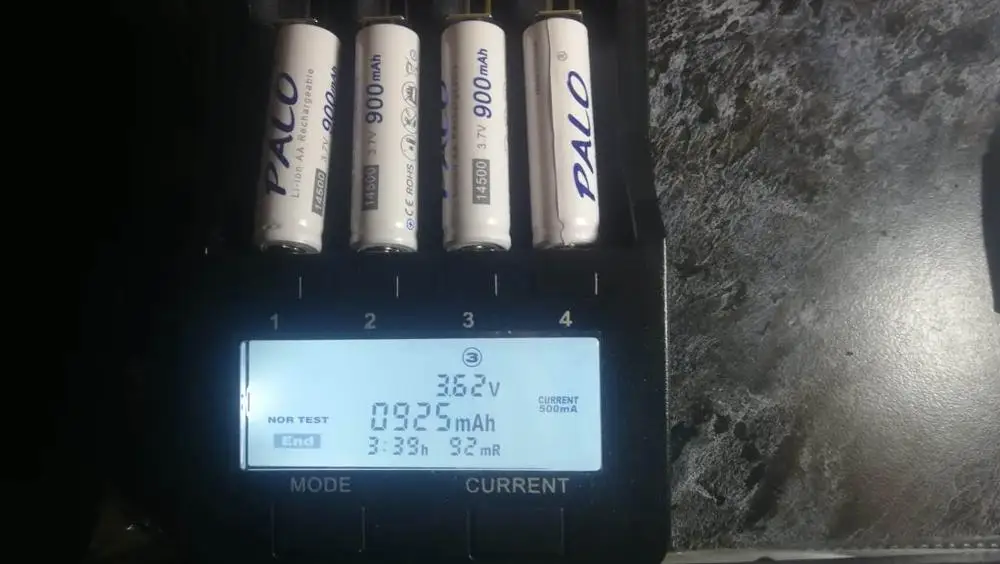 PALO
Li-ion AA Rechargeable
14500 3.7V 900mAh
14500 3.7V 900mAh
CE ROHS
14500 3.7V 900mAh
PALO®
1 2 3 4
3
3.62V
CURRENT
500mA
NOR TEST
0925mAh
End
3:39h 92mR
MODE CURRENT